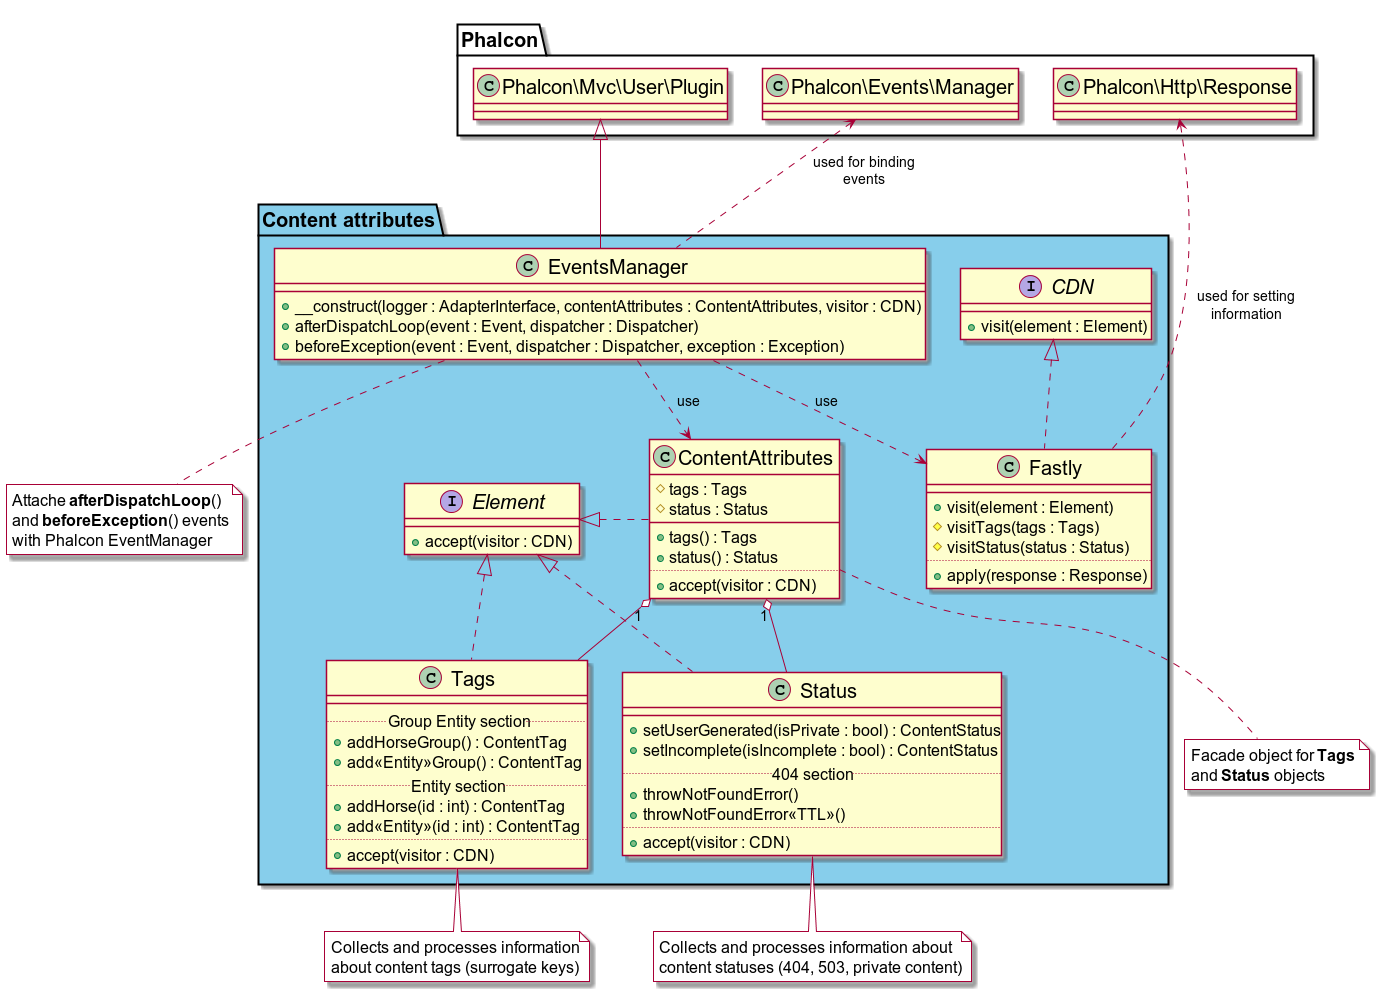 Phalcon
C Phalcon\Mvc\User\Plugin
C Phalcon\Events\Manager
C Phalcon\Http\Response
used for binding
events
Content attributes
C EventsManager
__construct(logger : AdapterInterface, contentAttributes : ContentAttributes, visitor : CDN)
afterDispatchLoop(event : Event, dispatcher : Dispatcher)
beforeException(event : Event, dispatcher : Dispatcher, exception : Exception)
I CDN
visit(element : Element)
used for setting
information
use
use
Attache afterDispatchLoop()
and beforeException() events
with Phalcon EventManager
I Element
accept(visitor : CDN)
C ContentAttributes
tags : Tags
status : Status
tags() : Tags
status() : Status
accept(visitor : CDN)
C Fastly
visit(element : Element)
visitTags(tags : Tags)
visitStatus(status : Status)
apply(response : Response)
1
1
C Tags
Group Entity section
addHorseGroup() : ContentTag
add«Entity»Group() : ContentTag
Entity section
addHorse(id : int) : ContentTag
add«Entity»(id : int) : ContentTag
accept(visitor : CDN)
C Status
setUserGenerated(isPrivate : bool) : ContentStatus
setIncomplete(isIncomplete : bool) : ContentStatus
404 section
throwNotFoundError()
throwNotFoundError«TTL»()
accept(visitor : CDN)
Facade object for Tags
and Status objects
Collects and processes information
about content tags (surrogate keys)
Collects and processes information about
content statuses (404, 503, private content)